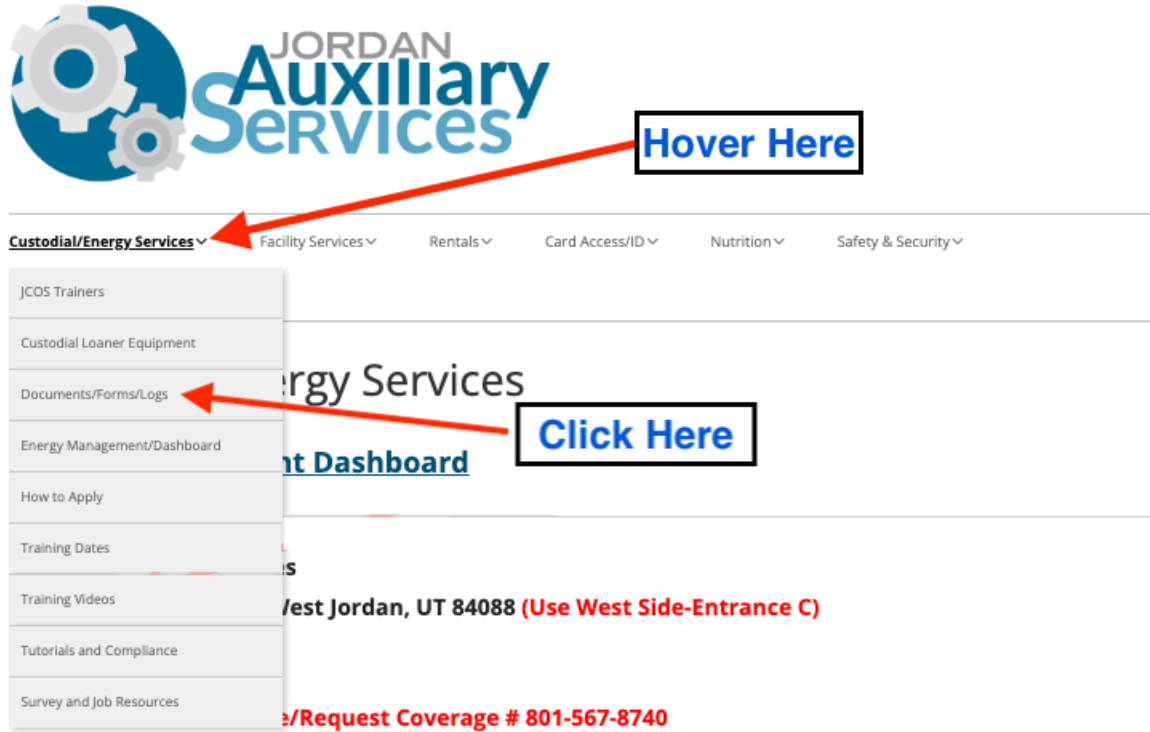 JORDAN
Auxiliary
Services
Hover Here
Custodial/Energy Services
Facility Services
Rentals
Card Access/ID
Nutrition
Safety & Security
JCOS Trainers
Custodial Loaner Equipment
Documents/Forms/Logs
Energy Management/Dashboard
How to Apply
Training Dates
Training Videos
Tutorials and Compliance
Survey and Job Resources
rgy Services
Click Here
nt Dashboard
West Jordan, UT 84088 (Use West Side-Entrance C)
e/Request Coverage # 801-567-8740